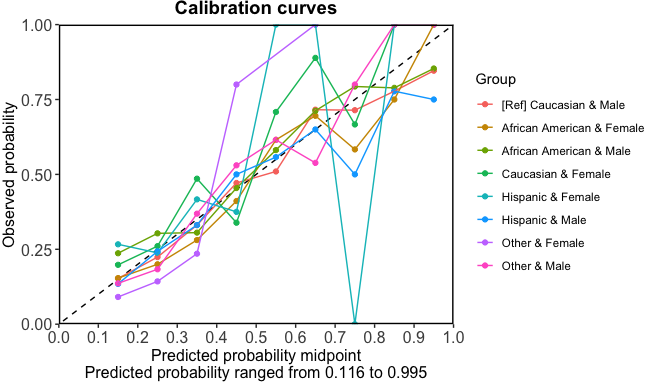 Calibration curves
Observed probability
1.00
0.75
0.50
0.25
0.00
0.0 0.1 0.2 0.3 0.4 0.5 0.6 0.7 0.8 0.9 1.0
Predicted probability midpoint
Predicted probability ranged from 0.116 to 0.995
Group
[Ref] Caucasian & Male
African American & Female
African American & Male
Caucasian & Female
Hispanic & Female
Hispanic & Male
Other & Female
Other & Male